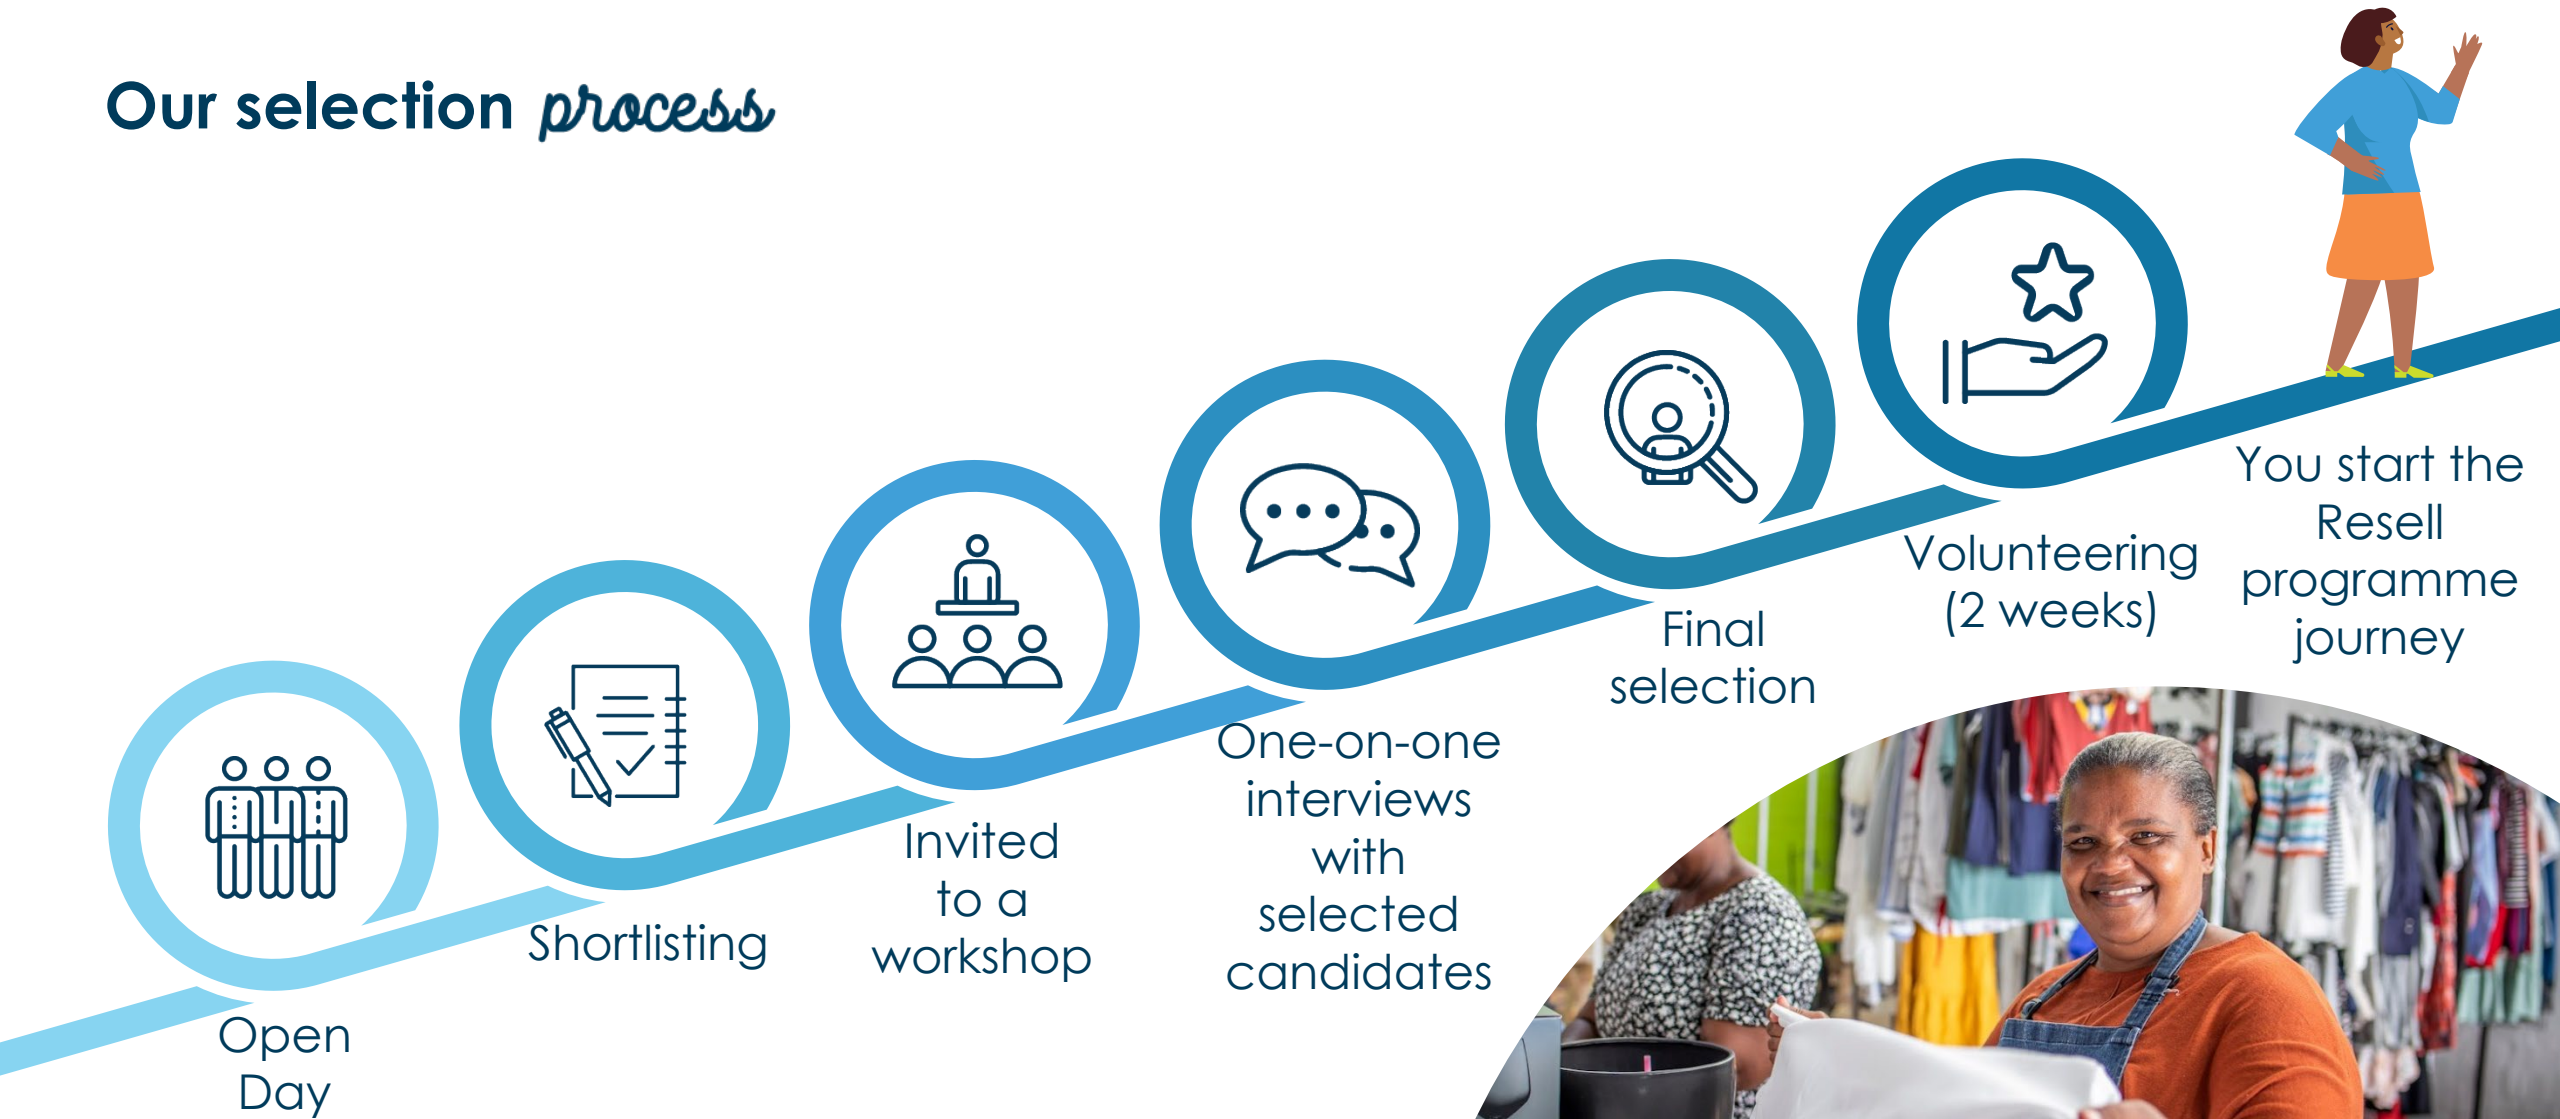 Our selection process
Open
Day
Shortlisting
Invited
to a
workshop
One-on-one
interviews
with
selected
candidates
Final
selection
Volunteering
(2 weeks)
You start the
Resell
programme
journey